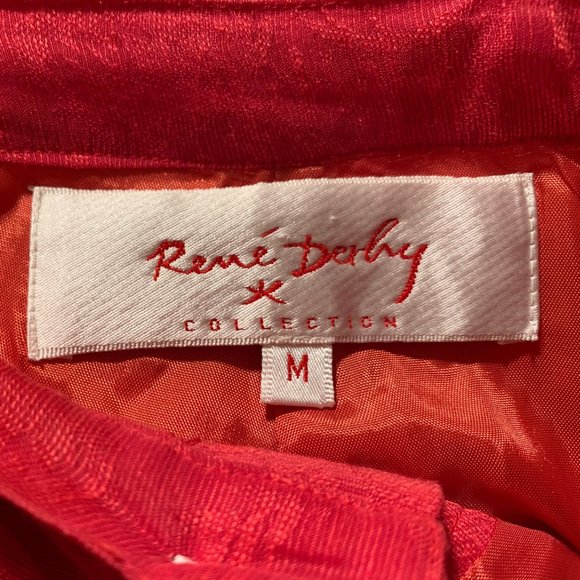 René Derhy
COLLECTION
M